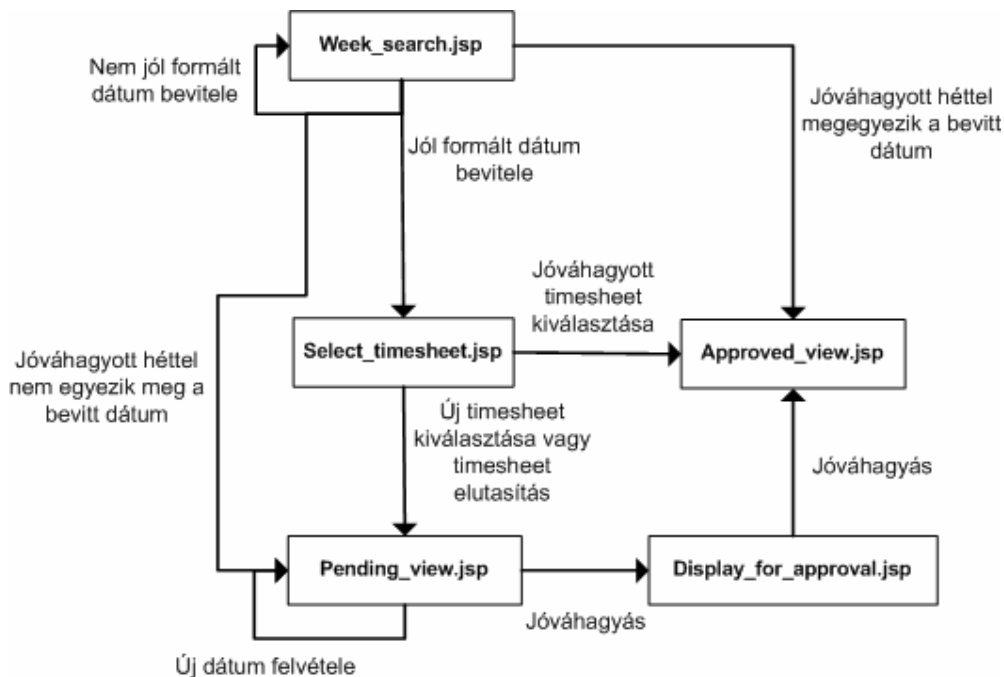 Week_search.jsp
Nem jól formált
dátum bevitele
Jóváhagyott héttel
megegyezik a bevitt
dátum
Jól formált dátum
bevitele
Jóváhagyott
timesheet
kiválasztása
Select_timesheet.jsp
Approved_view.jsp
Jóváhagyott héttel
nem egyezik meg a
bevitt dátum
Új timesheet
kiválasztása vagy
timesheet
elutasítás
Jóváhagyás
Pending_view.jsp
Display_for_approval.jsp
Jóváhagyás
Új dátum felvétele